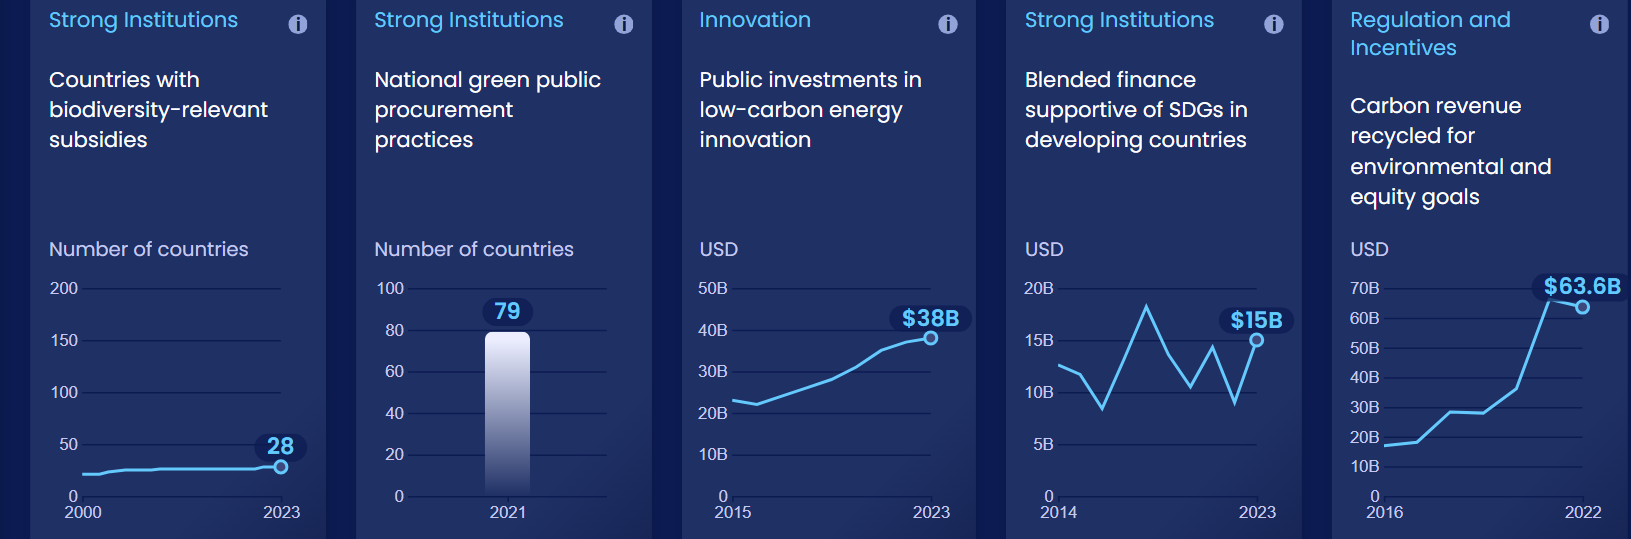 Strong Institutions
Countries with
biodiversity-relevant
subsidies
Number of countries
200
150
100
50
0
28
2000
2023
Strong Institutions
National green public
procurement
practices
Number of countries
100
80
60
40
20
0
79
2021
Innovation
Public investments in
low-carbon energy
innovation
USD
50B
40B
30B
20B
10B
0
$38B
2015
2023
Strong Institutions
Blended finance
supportive of SDGs in
developing countries
USD
20B
15B
10B
5B
0
$15B
2014
2023
Regulation and
Incentives
Carbon revenue
recycled for
environmental and
equity goals
USD
70B
60B
50B
40B
30B
20B
10B
0
$63.6B
2016
2022